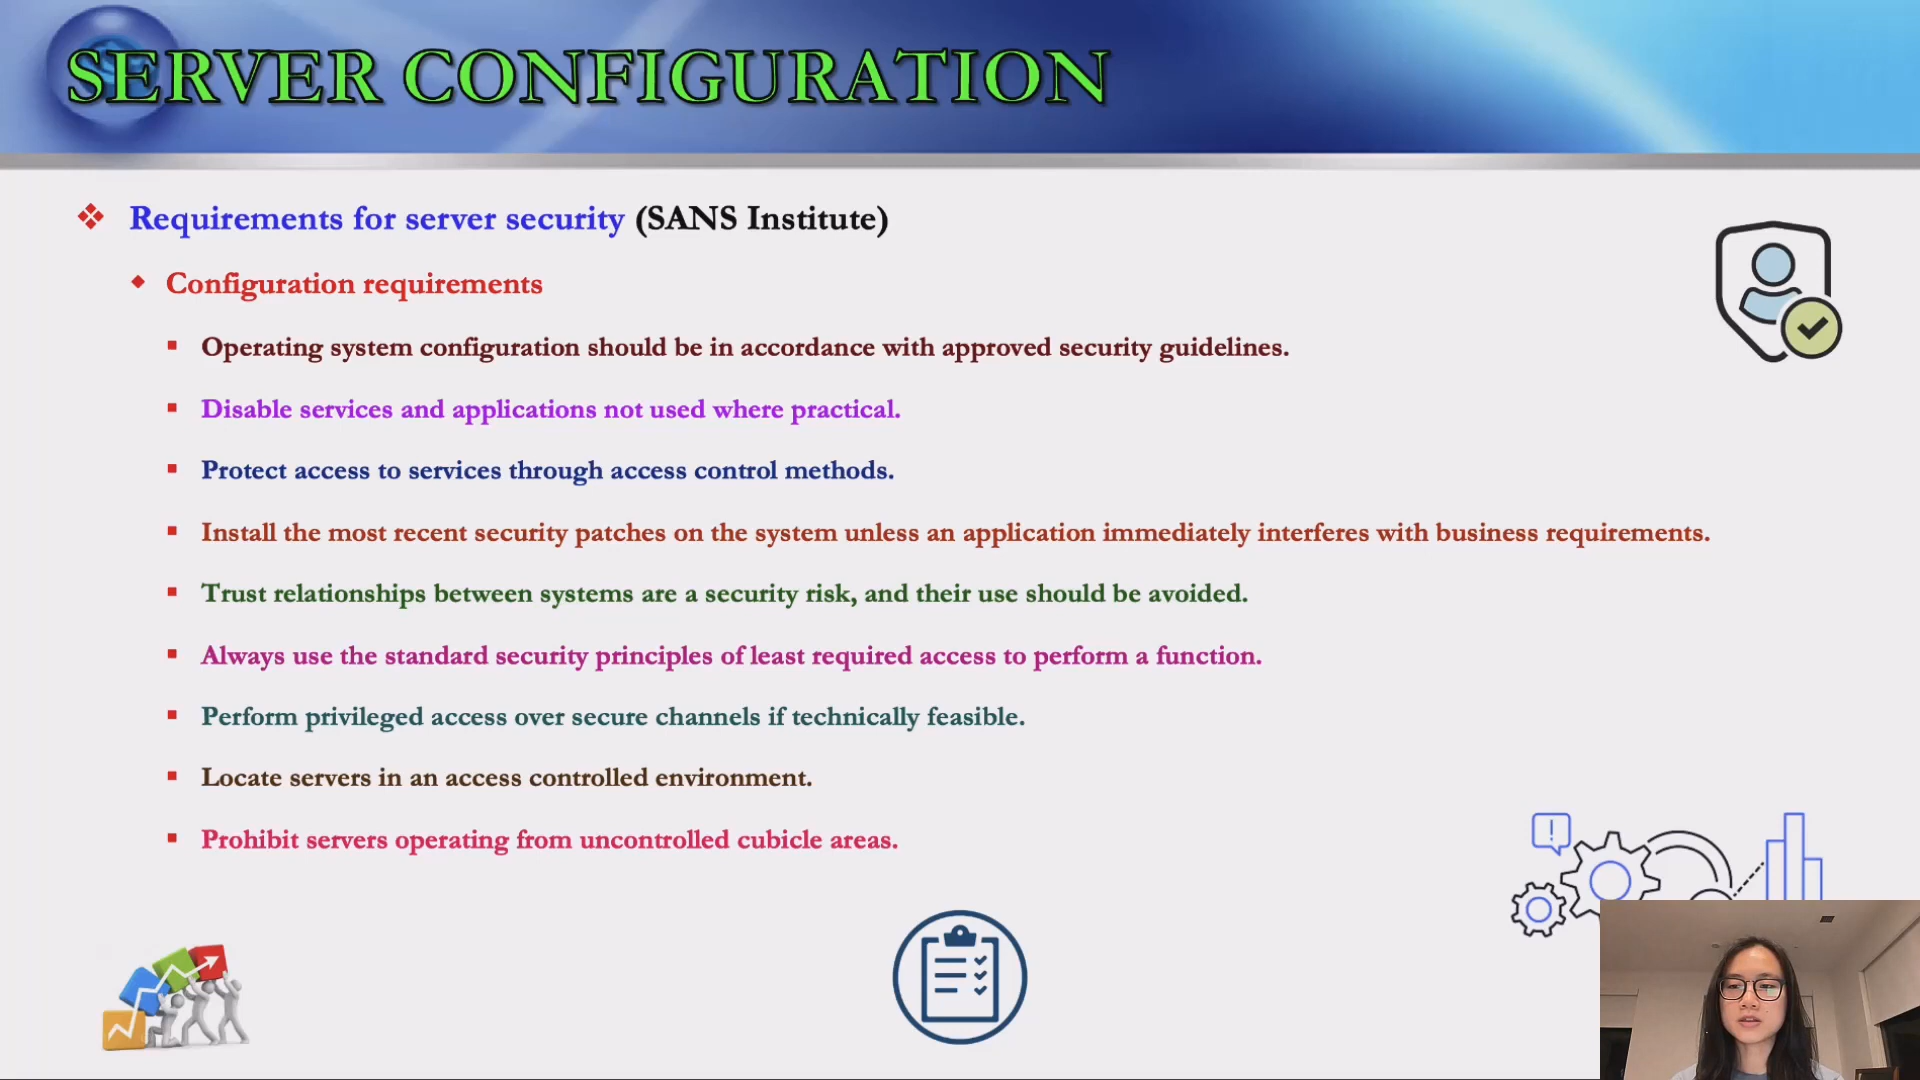 SERVER CONFIGURATION
Requirements for server security (SANS Institute)
Configuration requirements
Operating system configuration should be in accordance with approved security guidelines.
Disable services and applications not used where practical.
Protect access to services through access control methods.
Install the most recent security patches on the system unless an application immediately interferes with business requirements.
Trust relationships between systems are a security risk, and their use should be avoided.
Always use the standard security principles of least required access to perform a function.
Perform privileged access over secure channels if technically feasible.
Locate servers in an access controlled environment.
Prohibit servers operating from uncontrolled cubicle areas.